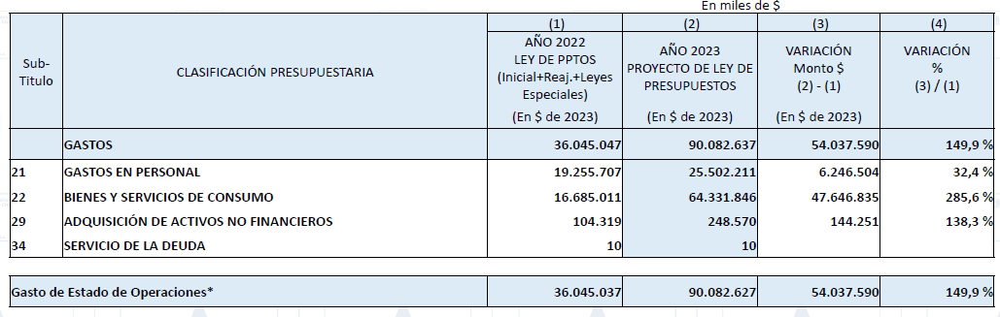 En miles de $
(1) (2) (3) (4)
Sub-
Titulo
CLASIFICACIÓN PRESUPUESTARIA
AÑO 2022
LEY DE PPTOS
(Inicial+Reaj.+Leyes
Especiales)
(En $ de 2023)
AÑO 2023
PROYECTO DE LEY DE
PRESUPUESTOS
(En $ de 2023)
VARIACIÓN
Monto $
(2) - (1)
(En $ de 2023)
VARIACIÓN
%
(3) / (1)
GASTOS 36.045.047 90.082.637 54.037.590 149,9 %
21 GASTOS EN PERSONAL 19.255.707 25.502.211 6.246.504 32,4 %
22 BIENES Y SERVICIOS DE CONSUMO 16.685.011 64.331.846 47.646.835 285,6 %
29 ADQUISICIÓN DE ACTIVOS NO FINANCIEROS 104.319 248.570 144.251 138,3 %
34 SERVICIO DE LA DEUDA 10 10
Gasto de Estado de Operaciones* 36.045.037 90.082.627 54.037.590 149,9 %